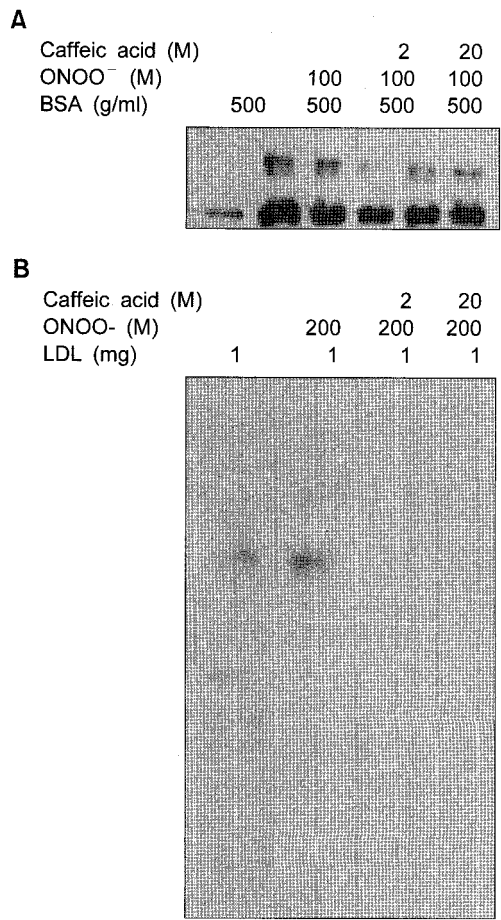 A
Caffeic acid (M) 2 20
ONOO⁻ (M) 100 100 100
BSA (g/ml) 500 500 500 500
B
Caffeic acid (M) 2 20
ONOO- (M) 200 200 200
LDL (mg) 1 1 1 1